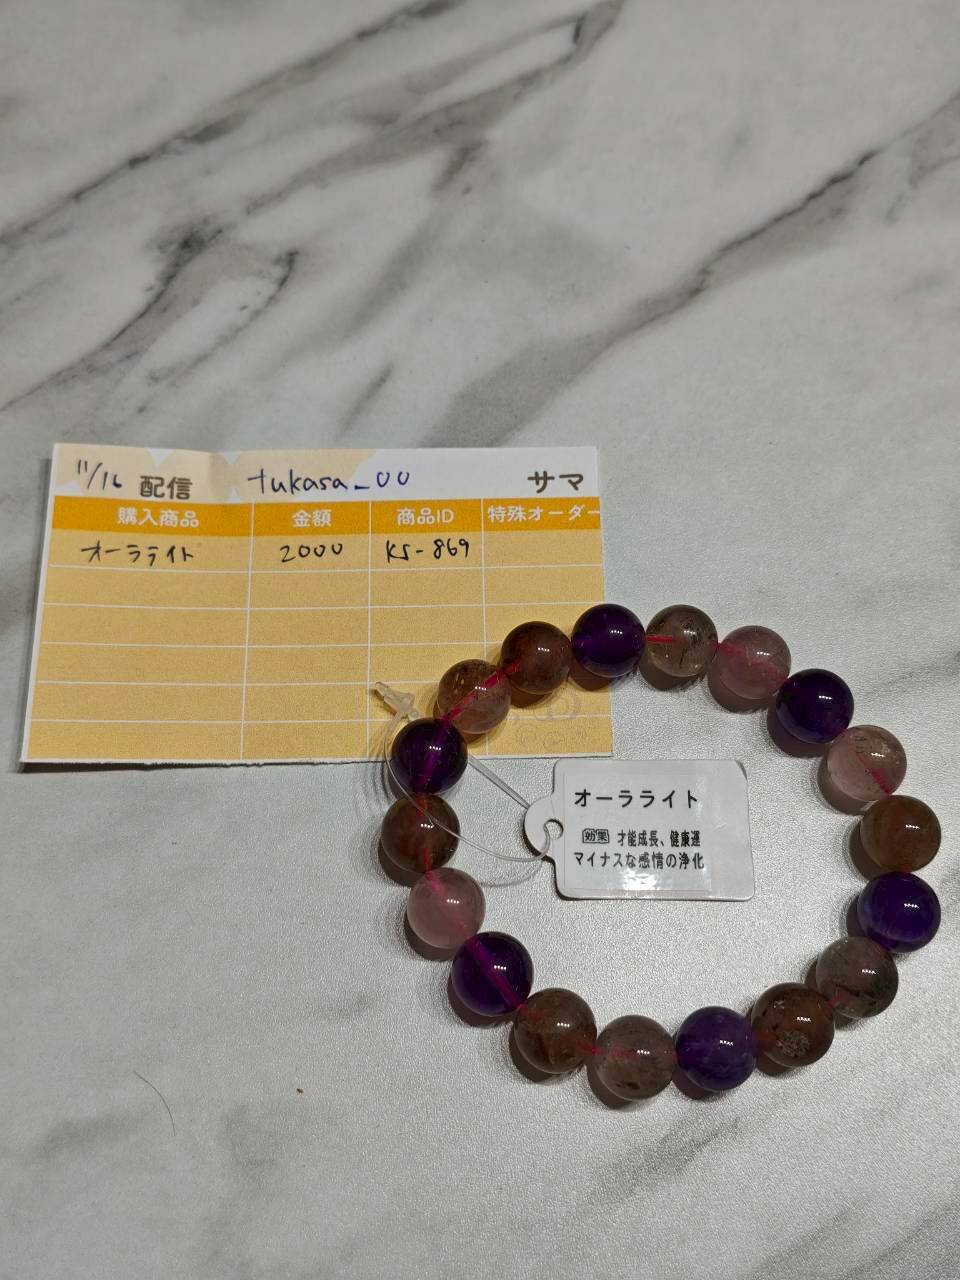 11/16 配信 tukasa_00 サマ
購入商品 金額 商品ID 特殊オーダー
オーラライト 2000 KS-869
オーラライト
効果 才能成長、健康運
マイナスな感情の浄化